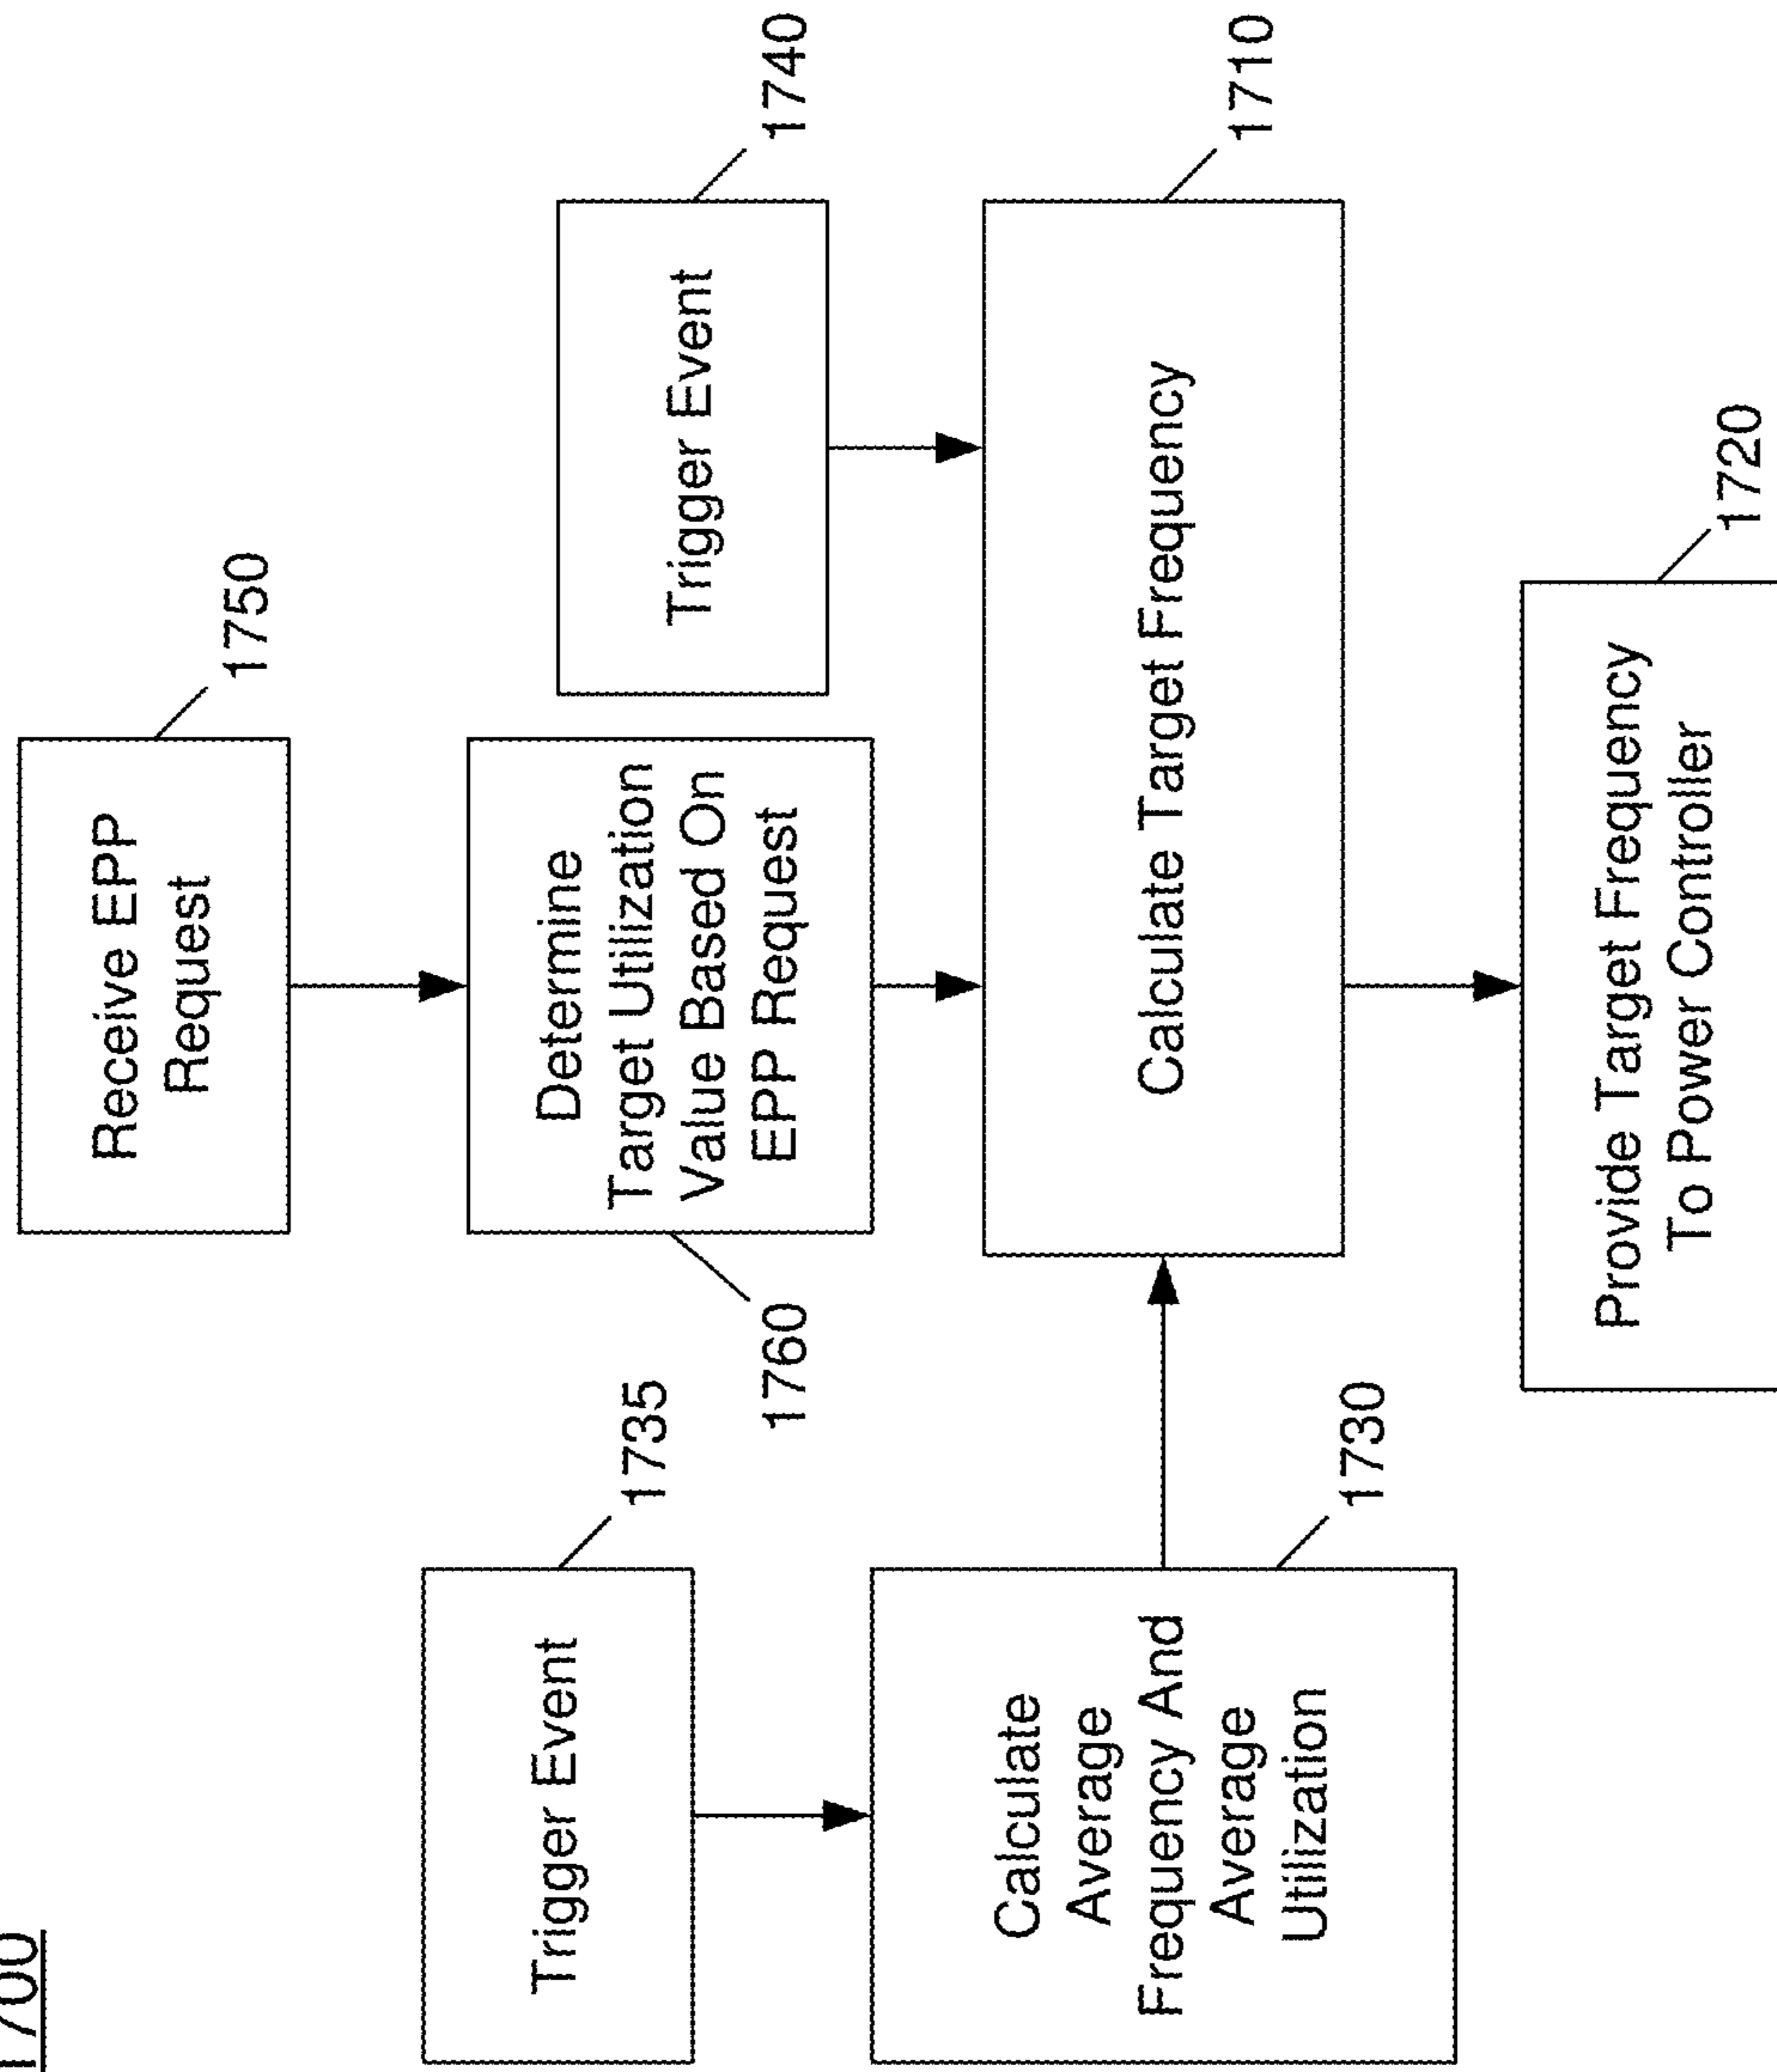 1700
Receive EPP
Request
1750
Determine
Target Utilization
Value Based On
EPP Request
1760
Trigger Event
1740
Trigger Event
1735
Calculate
Average
Frequency And
Average
Utilization
1730
Calculate Target Frequency
1710
Provide Target Frequency
To Power Controller
1720